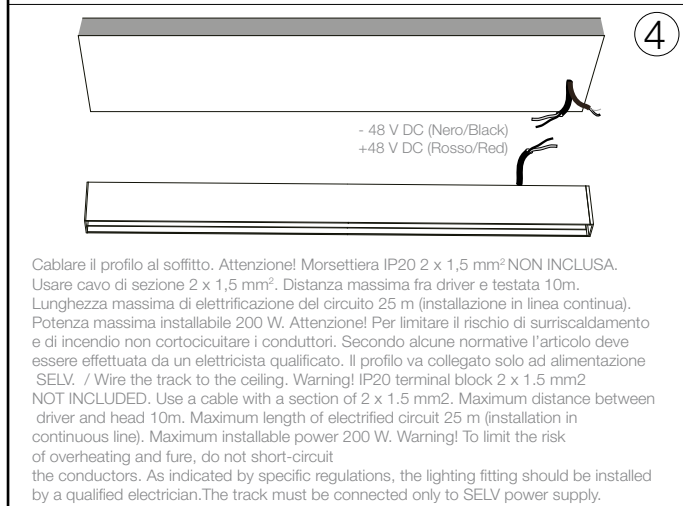 4
- 48 V DC (Nero/Black)
+48 V DC (Rosso/Red)
Cablare il profilo al soffitto. Attenzione! Morsettiera IP20 2 x 1,5 mm² NON INCLUSA.
Usare cavo di sezione 2 x 1,5 mm². Distanza massima fra driver e testata 10m.
Lunghezza massima di elettrificazione del circuito 25 m (installazione in linea continua).
Potenza massima installabile 200 W. Attenzione! Per limitare il rischio di surriscaldamento
e di incendio non cortocicuitare i conduttori. Secondo alcune normative l'articolo deve
essere effettuata da un elettricista qualificato. Il profilo va collegato solo ad alimentazione
SELV. / Wire the track to the ceiling. Warning! IP20 terminal block 2 x 1.5 mm2
NOT INCLUDED. Use a cable with a section of 2 x 1.5 mm2. Maximum distance between
driver and head 10m. Maximum length of electrified circuit 25 m (installation in
continuous line). Maximum installable power 200 W. Warning! To limit the risk
of overheating and fure, do not short-circuit
the conductors. As indicated by specific regulations, the lighting fitting should be installed
by a qualified electrician.The track must be connected only to SELV power supply.